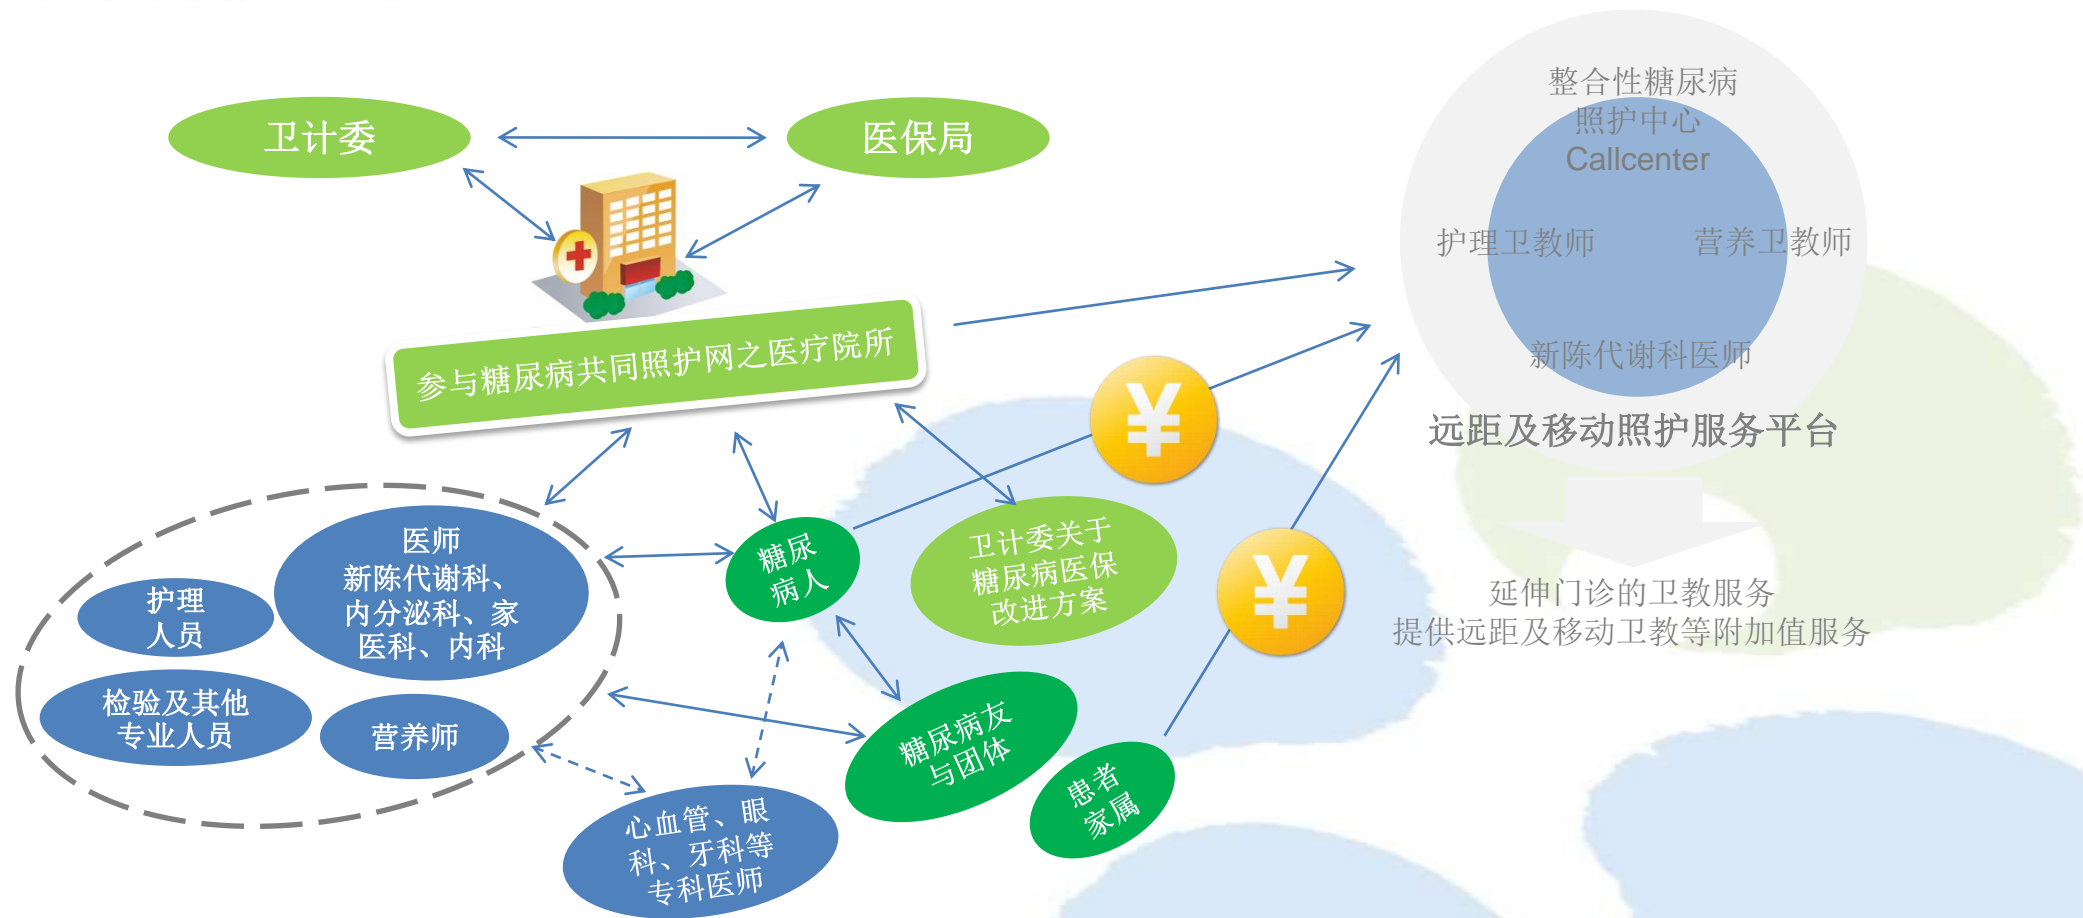 卫计委
医保局
整合性糖尿病
照护中心
Callcenter
护理卫教师
营养卫教师
新陈代谢科医师
远距及移动照护服务平台
延伸门诊的卫教服务
提供远距及移动卫教等附加值服务
参与糖尿病共同照护网之医疗院所
¥
¥
医师
新陈代谢科、
内分泌科、家
医科、内科
护理
人员
检验及其他
专业人员
营养师
糖尿
病人
卫计委关于
糖尿病医保
改进方案
糖尿病友
与团体
患者
家属
心血管、眼
科、牙科等
专科医师